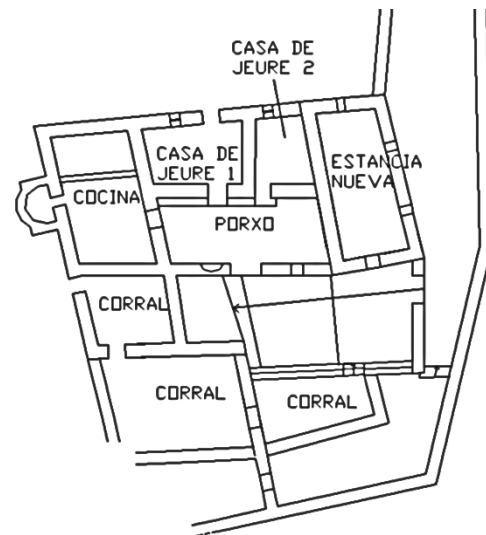 CASA DE
JEURE 2
CASA DE
JEURE 1
ESTANCIA
NUEVA
COCINA
PORXO
CORRAL
CORRAL
CORRAL